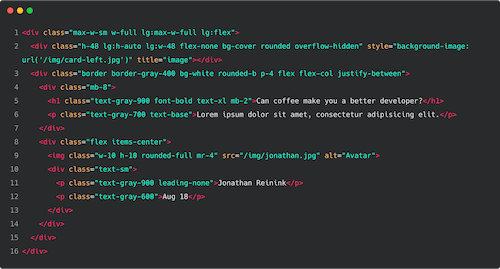 1 <div class="max-w-sm w-full lg:max-w-full lg:flex">
2 <div class="h-48 lg:h-auto lg:w-48 flex-none bg-cover rounded overflow-hidden" style="background-image:
url('/img/card-left.jpg')" title="image"></div>
3 <div class="border border-gray-400 bg-white rounded-b p-4 flex flex-col justify-between">
4 <div class="mb-8">
5 <h1 class="text-gray-900 font-bold text-xl mb-2">Can coffee make you a better developer?</h1>
6 <p class="text-gray-700 text-base">Lorem ipsum dolor sit amet, consectetur adipisicing elit.</p>
7 </div>
8 <div class="flex items-center">
9 <img class="w-10 h-10 rounded-full mr-4" src="/img/jonathan.jpg" alt="Avatar">
10 <div class="text-sm">
11 <p class="text-gray-900 leading-none">Jonathan Reinink</p>
12 <p class="text-gray-600">Aug 18</p>
13 </div>
14 </div>
15 </div>
16 </div>